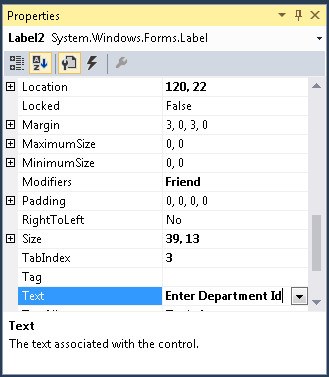 Properties
Label2 System.Windows.Forms.Label
Location 120, 22
Locked False
Margin 3, 0, 3, 0
MaximumSize 0, 0
MinimumSize 0, 0
Modifiers Friend
Padding 0, 0, 0, 0
RightToLeft No
Size 39, 13
TabIndex 3
Tag
Text Enter Department Id
Text
The text associated with the control.